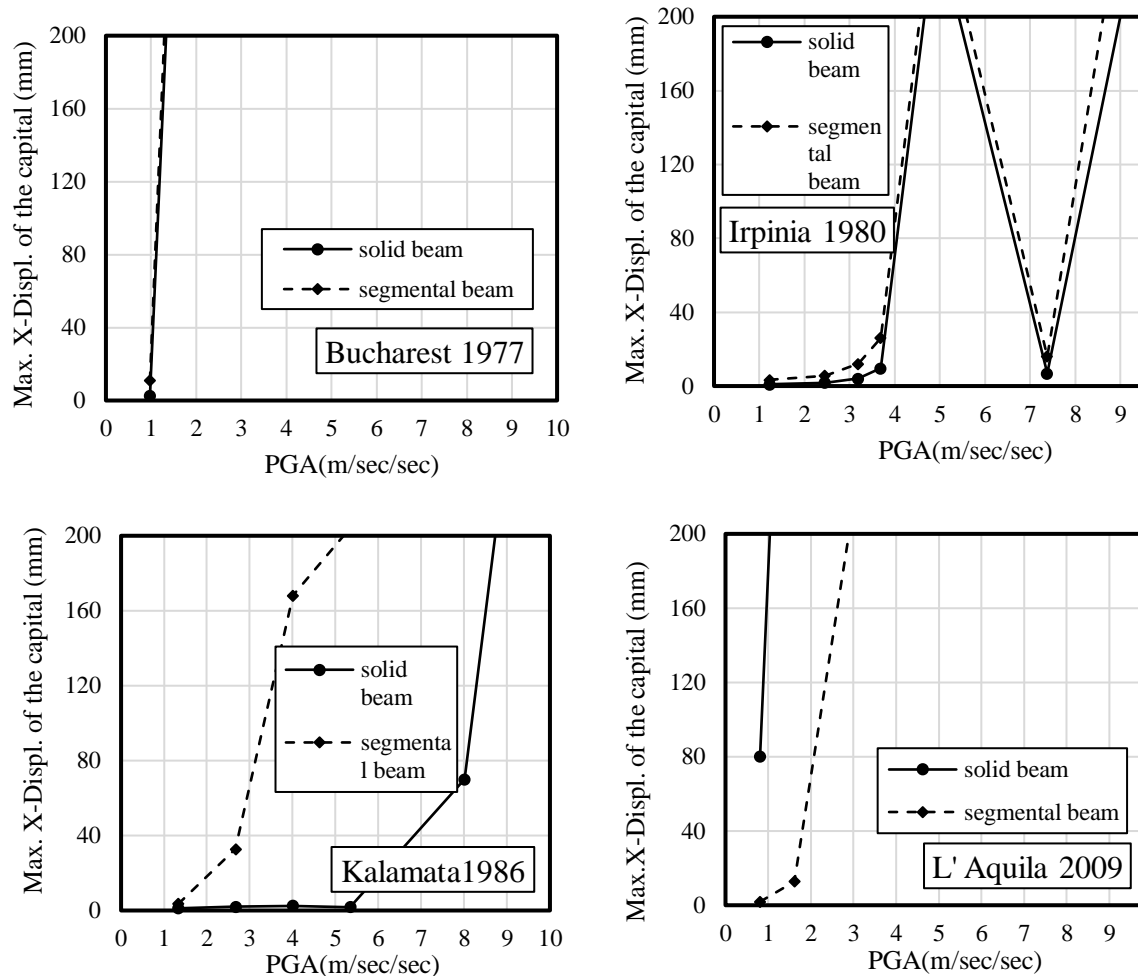 Max. X-Displ. of the capital (mm)
200
160
120
80
40
0
solid beam
segmental beam
Bucharest 1977
0 1 2 3 4 5 6 7 8 9 10
PGA(m/sec/sec)
Max. X-Displ. of the capital (mm)
200
160
120
80
40
0
solid
beam
segmen
tal
beam
Irpinia 1980
0 1 2 3 4 5 6 7 8 9
PGA(m/sec/sec)
Max. X-Displ. of the capital (mm)
200
160
120
80
40
0
solid
beam
segmenta
l beam
Kalamata1986
0 1 2 3 4 5 6 7 8 9 10
PGA(m/sec/sec)
Max.X-Displ. of the capital (mm)
200
160
120
80
40
0
solid beam
segmental beam
L' Aquila 2009
0 1 2 3 4 5 6 7 8 9
PGA(m/sec/sec)